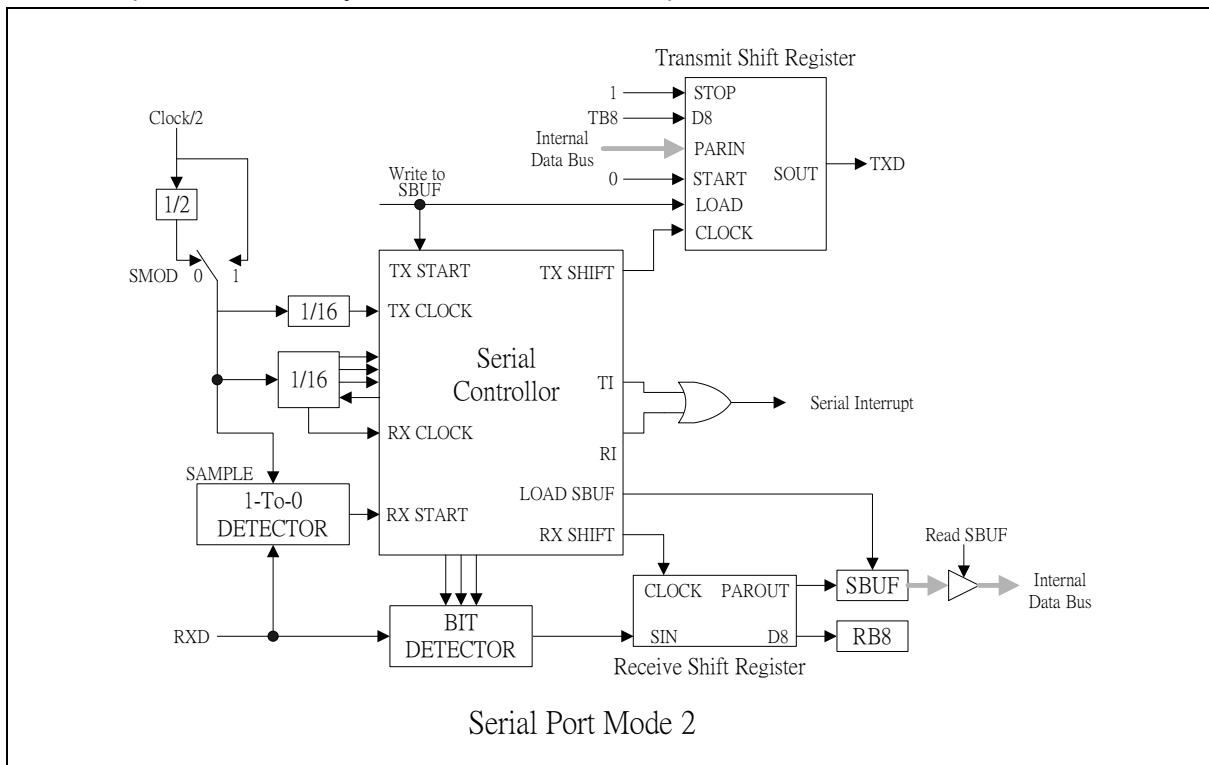 Transmit Shift Register
1
STOP
TB8
D8
Internal
Data Bus
PARIN
SOUT
TXD
0
START
LOAD
CLOCK
Clock/2
1/2
SMOD 0 1
Write to
SBUF
TX START
TX SHIFT
1/16
TX CLOCK
Serial
Controllor
1/16
TI
Serial Interrupt
RX CLOCK
RI
SAMPLE
1-To-0
DETECTOR
RX START
LOAD SBUF
RX SHIFT
Read SBUF
CLOCK PAROUT
SBUF
Internal
Data Bus
RXD
BIT
DETECTOR
SIN D8
RB8
Receive Shift Register
Serial Port Mode 2